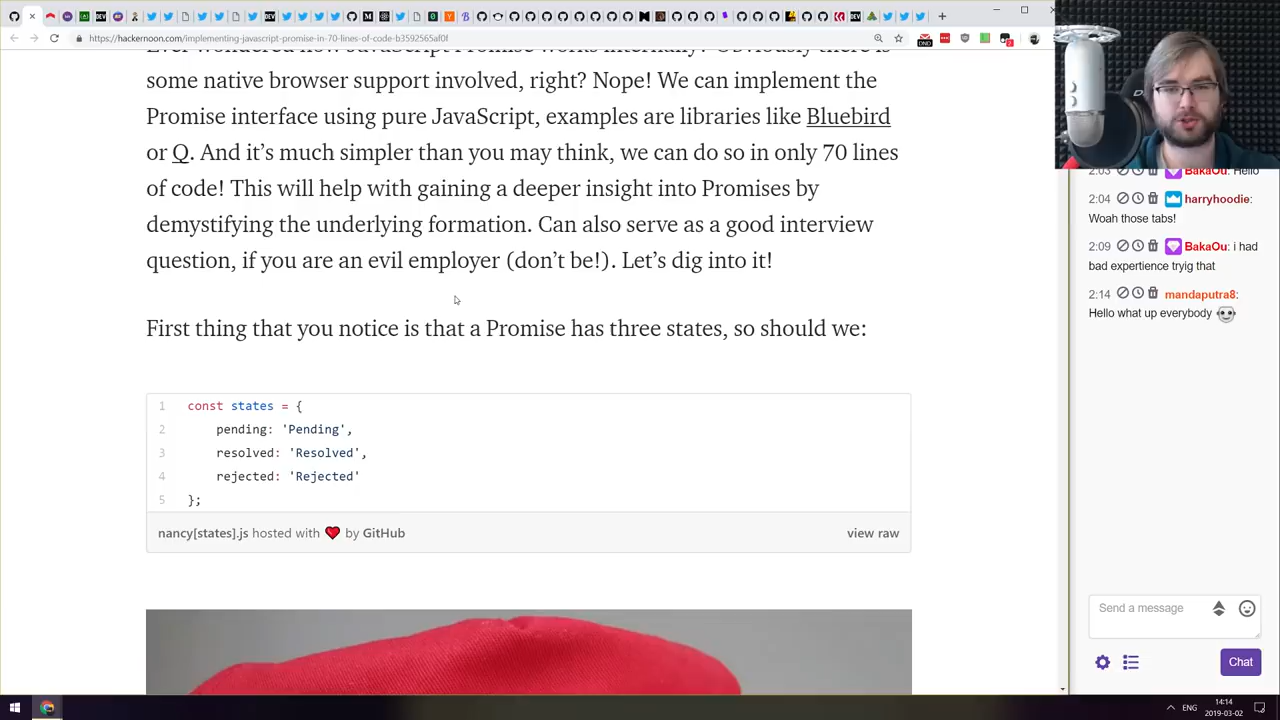 https://hackernoon.com/implementing-javascript-promise-in-70-lines-of-code-b3592565af0f
some native browser support involved, right? Nope! We can implement the
Promise interface using pure JavaScript, examples are libraries like Bluebird
or Q. And it’s much simpler than you may think, we can do so in only 70 lines
of code! This will help with gaining a deeper insight into Promises by
demystifying the underlying formation. Can also serve as a good interview
question, if you are an evil employer (don’t be!). Let’s dig into it!
First thing that you notice is that a Promise has three states, so should we:
1 const states = {
2 pending: 'Pending',
3 resolved: 'Resolved',
4 rejected: 'Rejected'
5 };
nancy[states].js hosted with ❤ by GitHub
view raw
2:03 BakaOu: Hello
2:04 harryhoodie:
Woah those tabs!
2:09 BakaOu: i had
bad expertience tryig that
2:14 mandaputra8:
Hello what up everybody
Send a message
Chat
ENG
14:14
2019-03-02